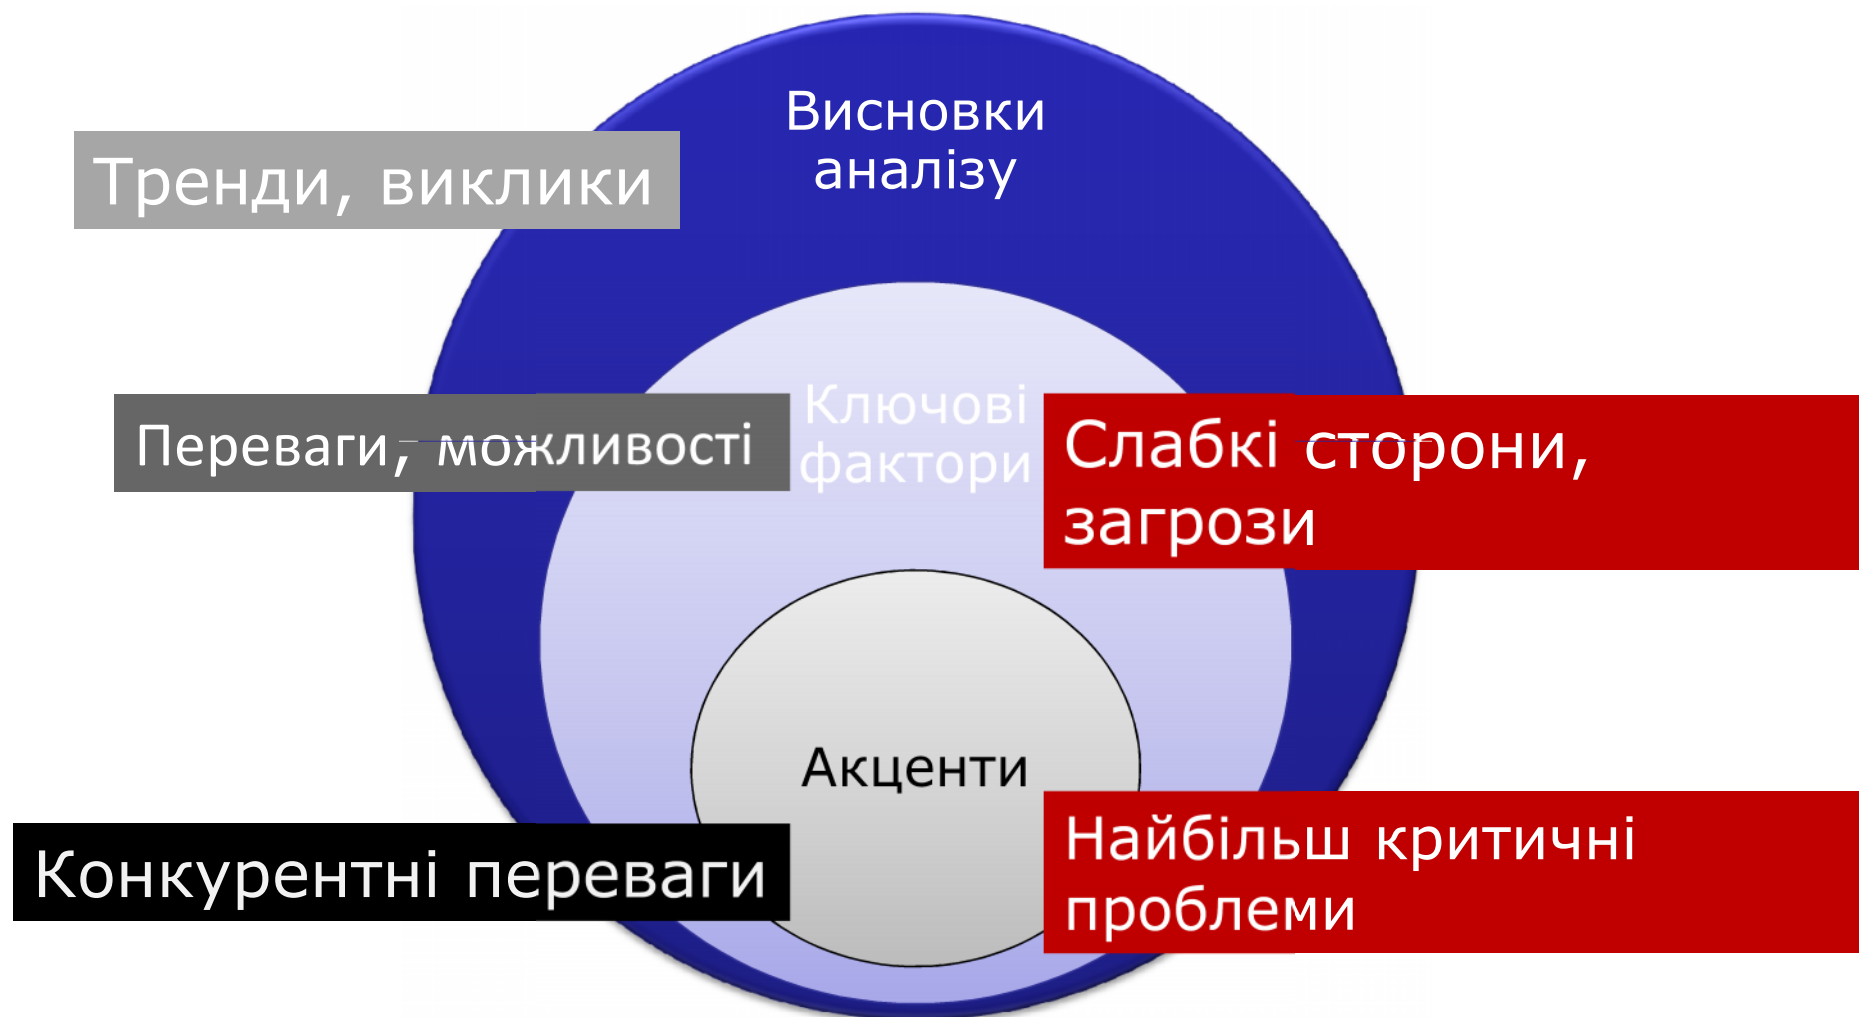 Висновки
аналізу
Тренди, виклики
Ключові
фактори
Переваги, можливості
Слабкі сторони,
загрози
Акценти
Конкурентні переваги
Найбільш критичні
проблеми